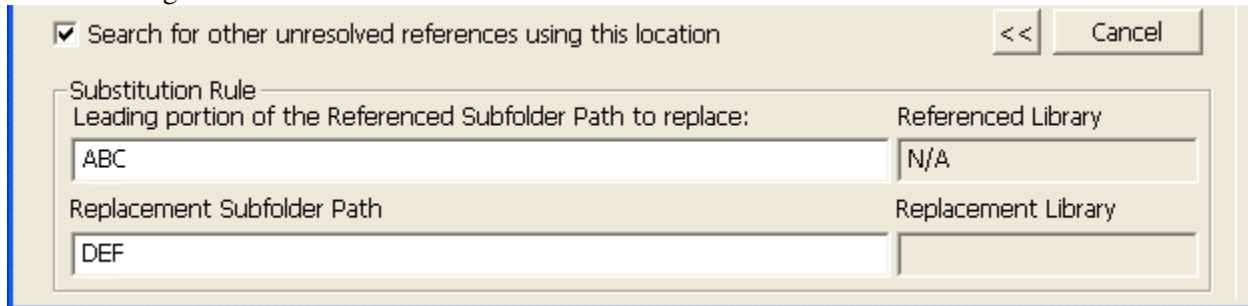 Search for other unresolved references using this location << Cancel
Substitution Rule
Leading portion of the Referenced Subfolder Path to replace: Referenced Library
ABC N/A
Replacement Subfolder Path Replacement Library
DEF